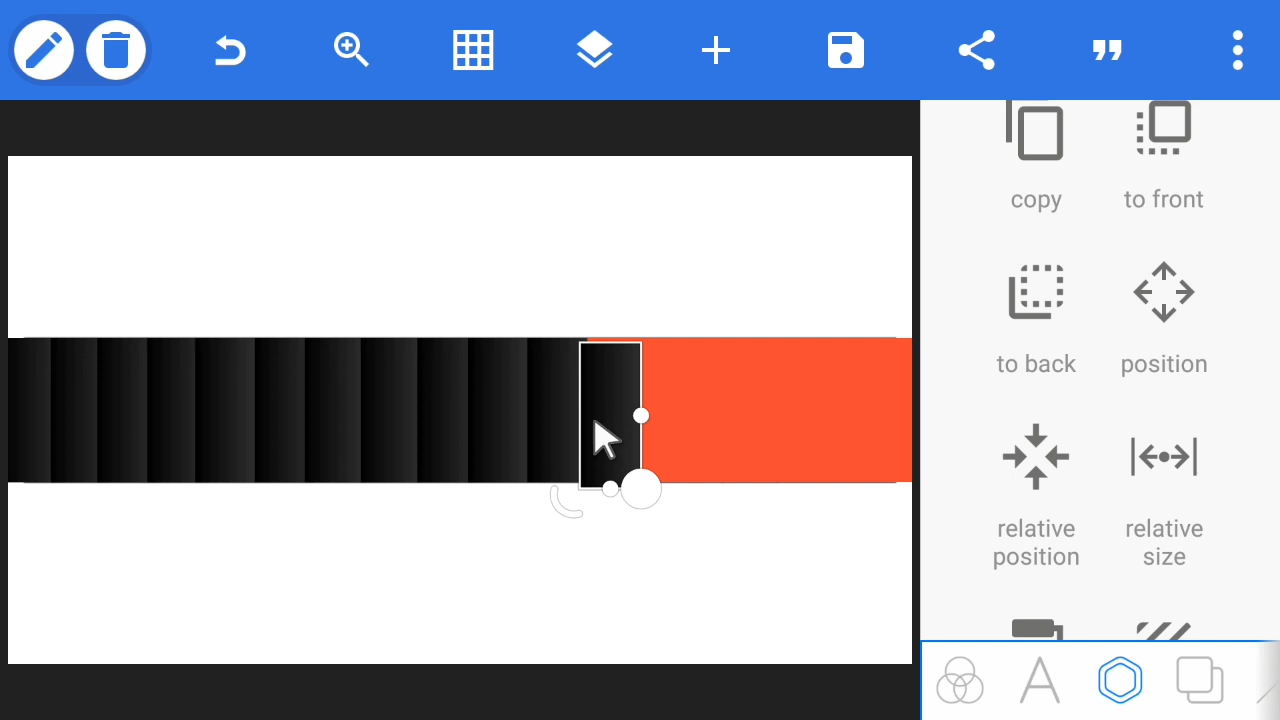 copy
to front
to back
position
relative
position
relative
size